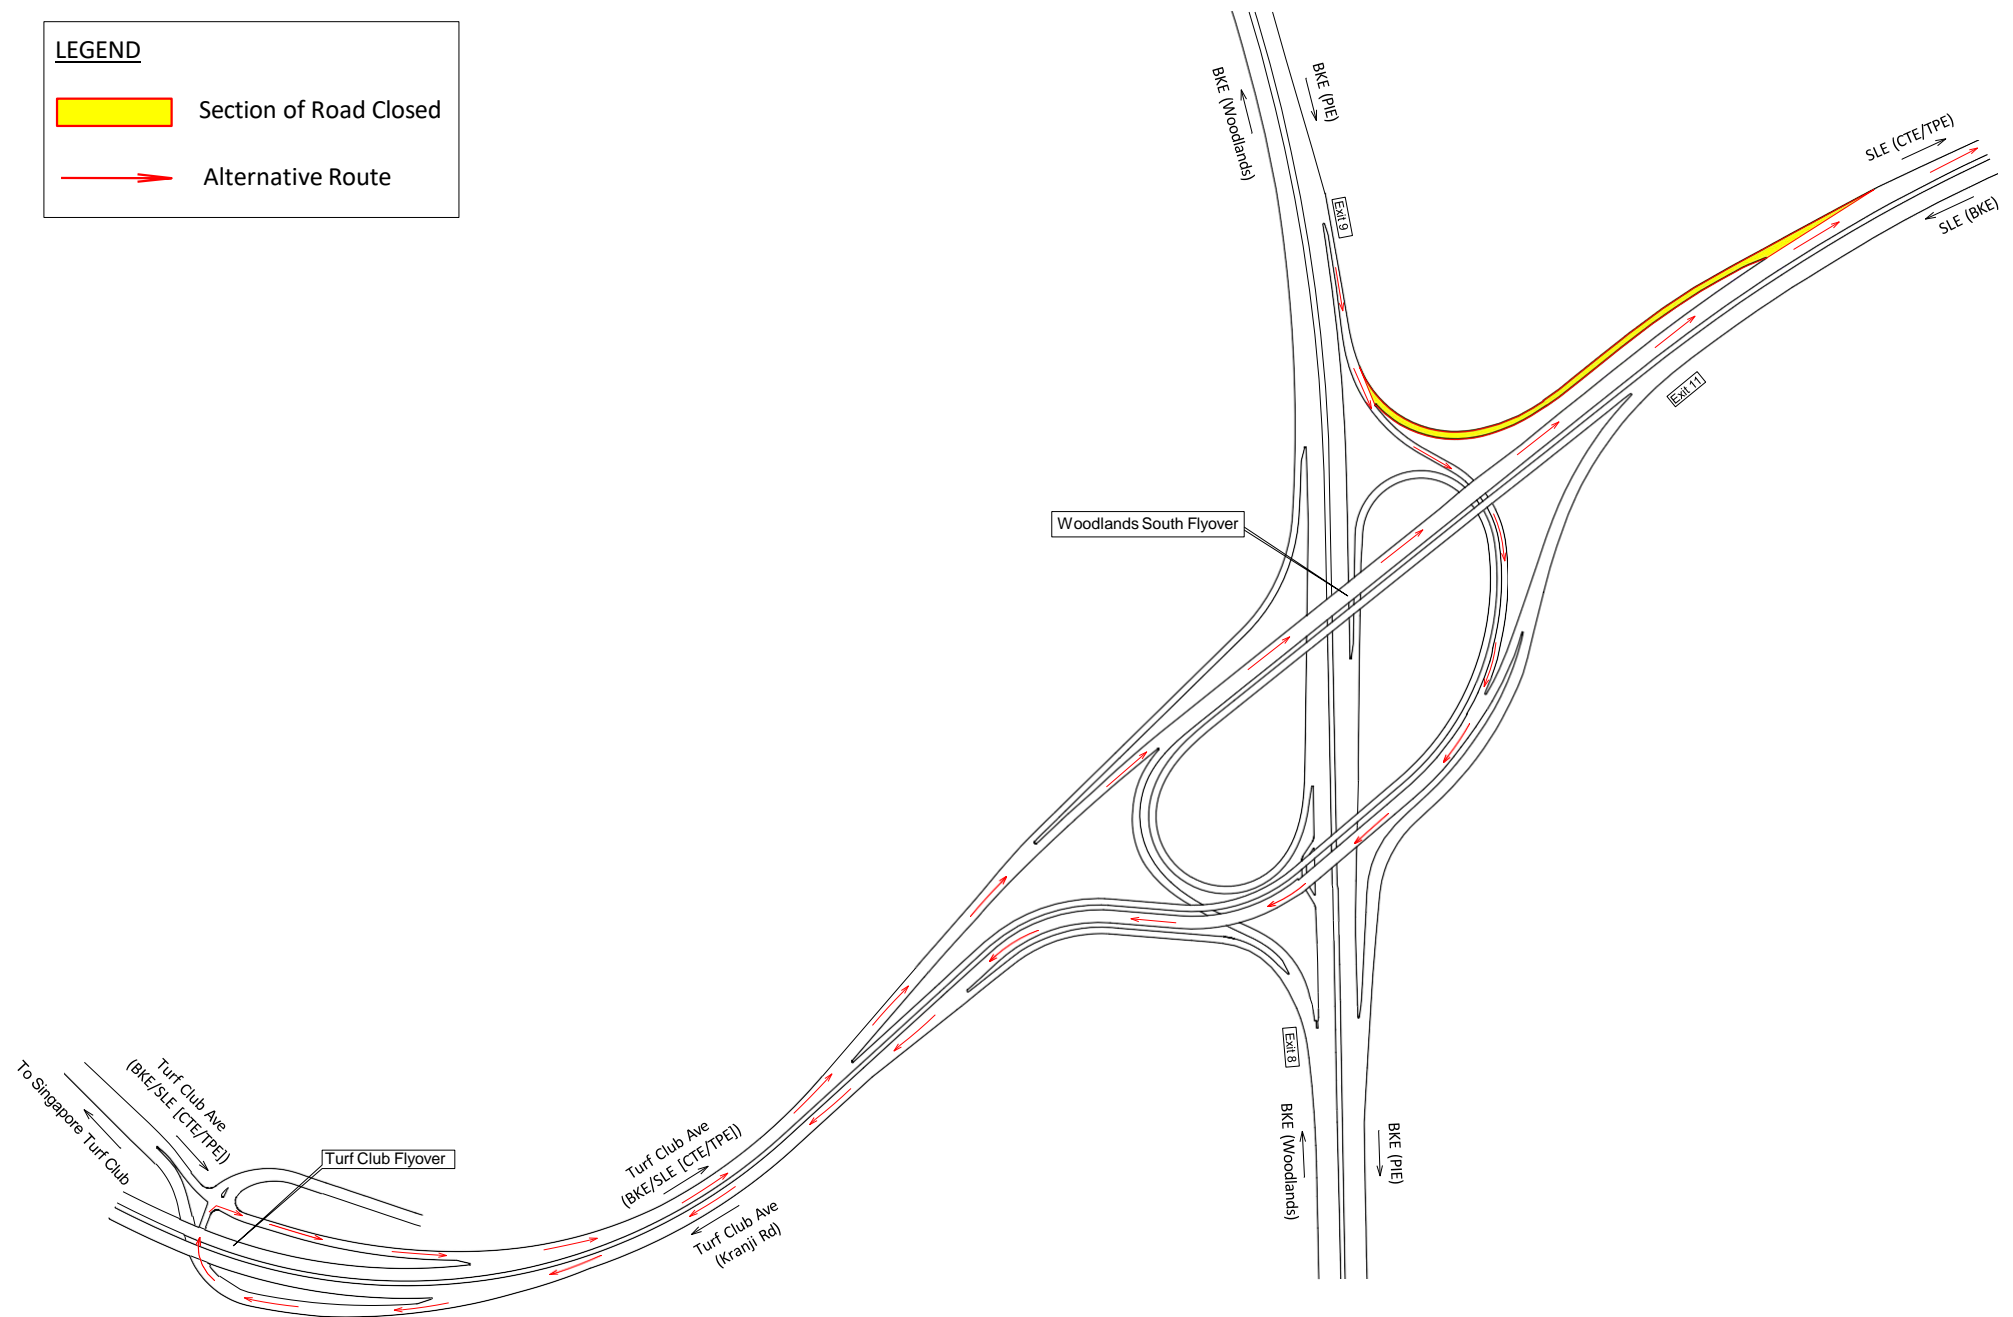 LEGEND
Section of Road Closed
Alternative Route
BKE (Woodlands)
BKE (PIE)
Exit 9
SLE (CTE/TPE)
SLE (BKE)
Exit 11
Woodlands South Flyover
To Singapore Turf Club
Turf Club Ave
(BKE/SLE [CTE/TPE])
Turf Club Flyover
Turf Club Ave
(BKE/SLE [CTE/TPE])
Turf Club Ave
(Kranji Rd)
Exit 8
BKE (Woodlands)
BKE (PIE)